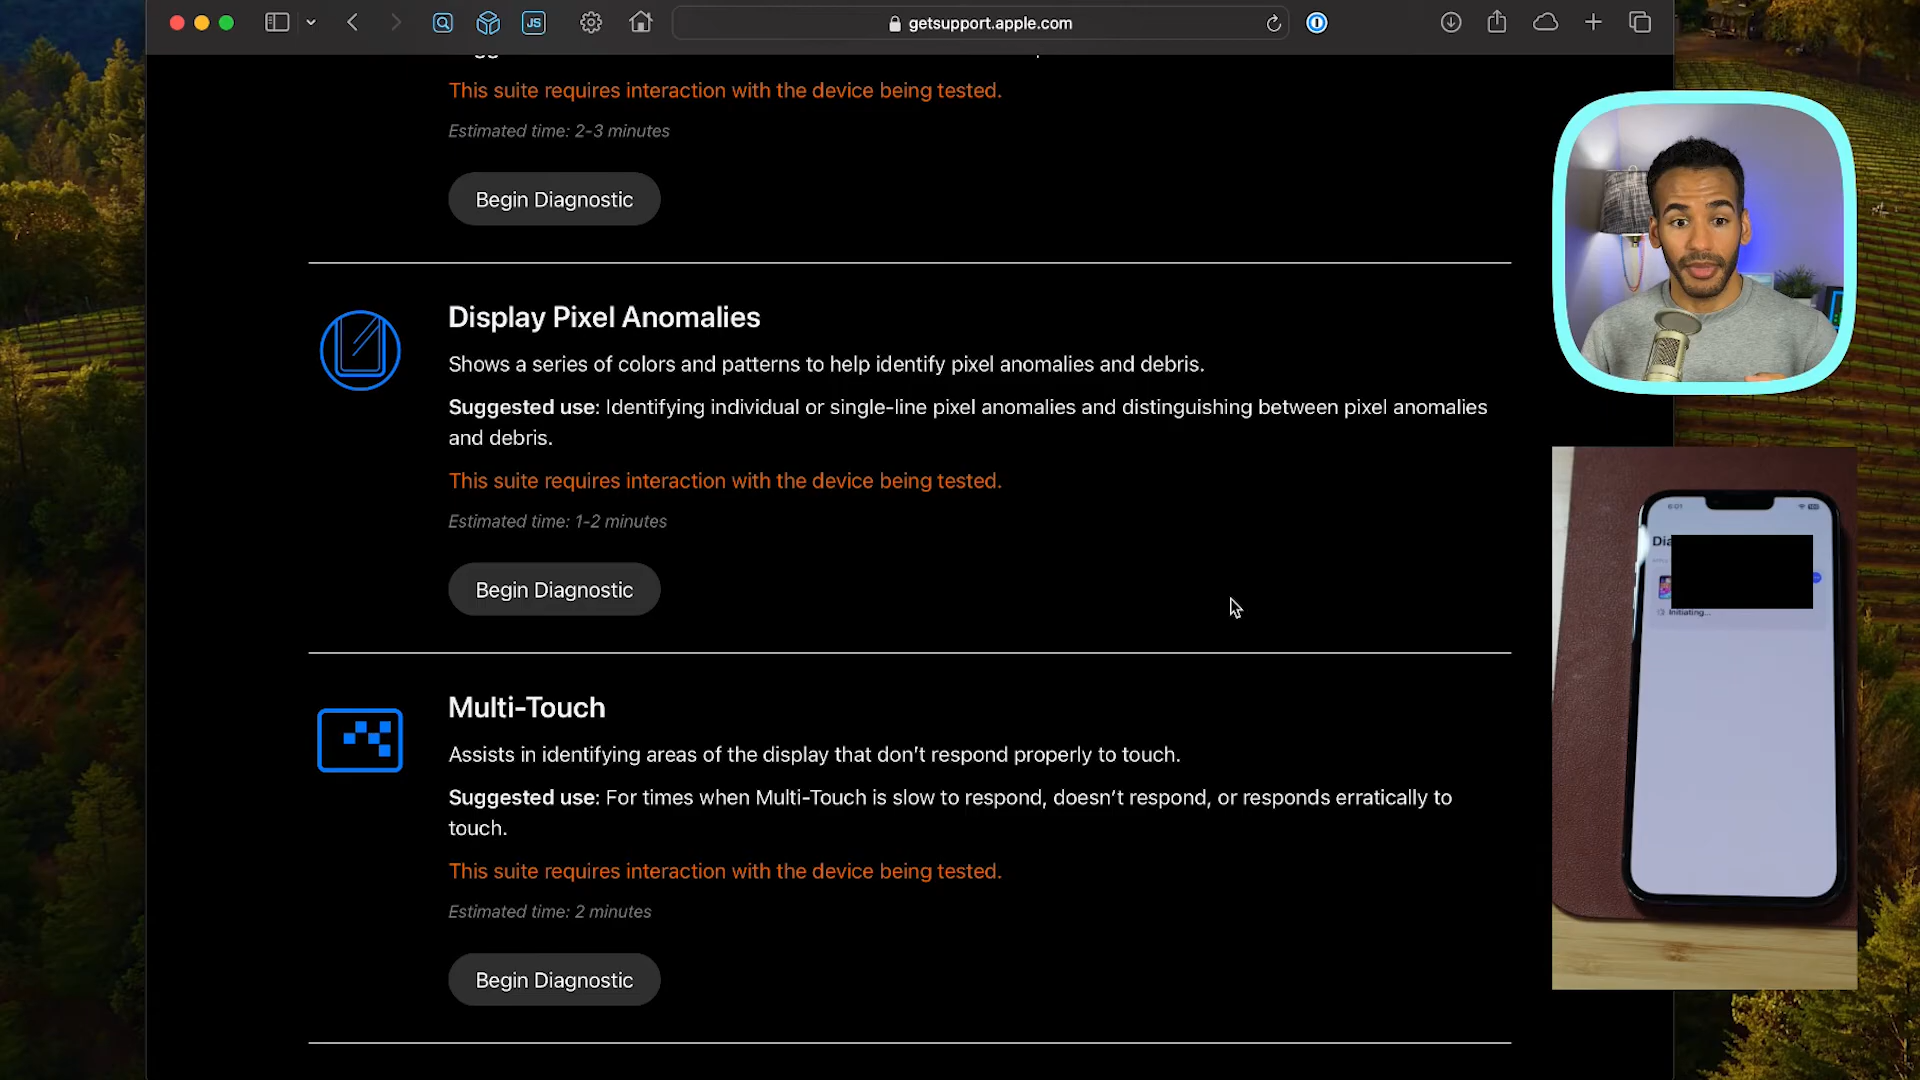 getsupport.apple.com
This suite requires interaction with the device being tested.
Estimated time: 2-3 minutes
Begin Diagnostic
Display Pixel Anomalies
Shows a series of colors and patterns to help identify pixel anomalies and debris.
Suggested use: Identifying individual or single-line pixel anomalies and distinguishing between pixel anomalies
and debris.
This suite requires interaction with the device being tested.
Estimated time: 1-2 minutes
Begin Diagnostic
Multi-Touch
Assists in identifying areas of the display that don’t respond properly to touch.
Suggested use: For times when Multi-Touch is slow to respond, doesn’t respond, or responds erratically to
touch.
This suite requires interaction with the device being tested.
Estimated time: 2 minutes
Begin Diagnostic
JS
6:01
Initiating...